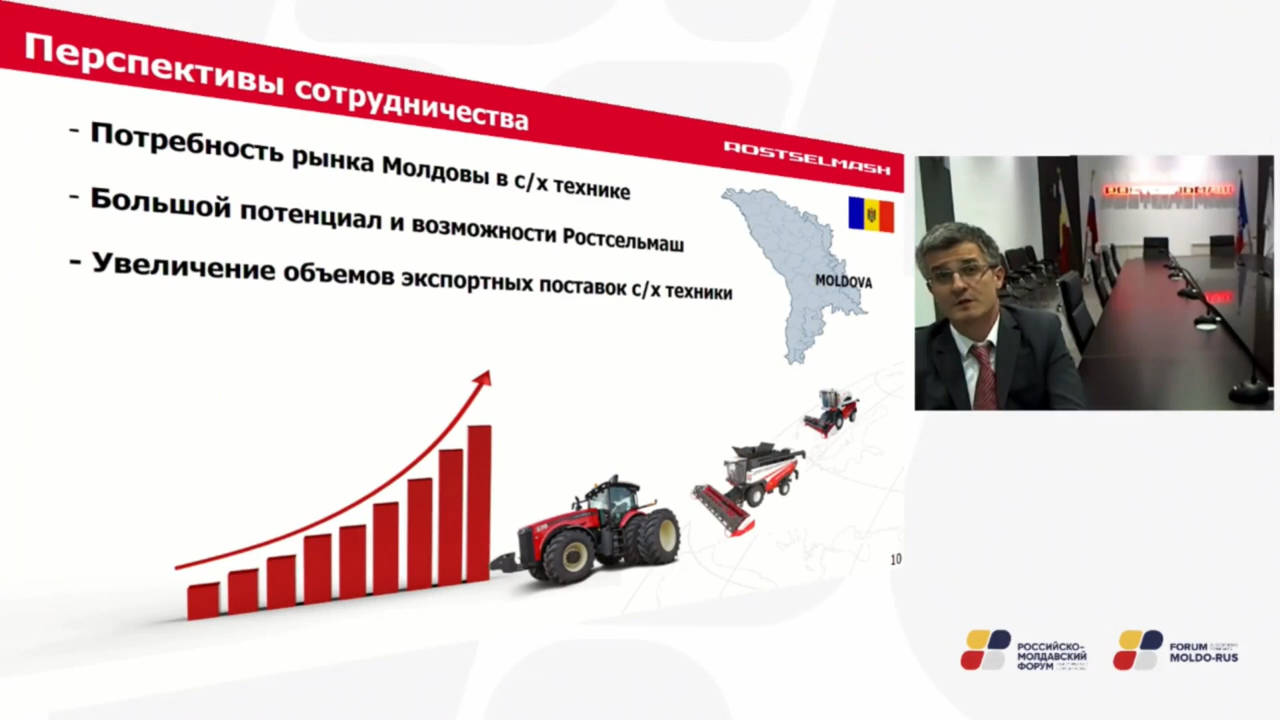 Перспективы сотрудничества
ROSTSELMASH
- Потребность рынка Молдовы в с/х технике
- Большой потенциал и возможности Ростсельмаш
- Увеличение объемов экспортных поставок с/х техники
MOLDOVA
10
РОССИЙСКО-
МОЛДАВСКИЙ
ФОРУМ
FORUM
MOLDO-RUS